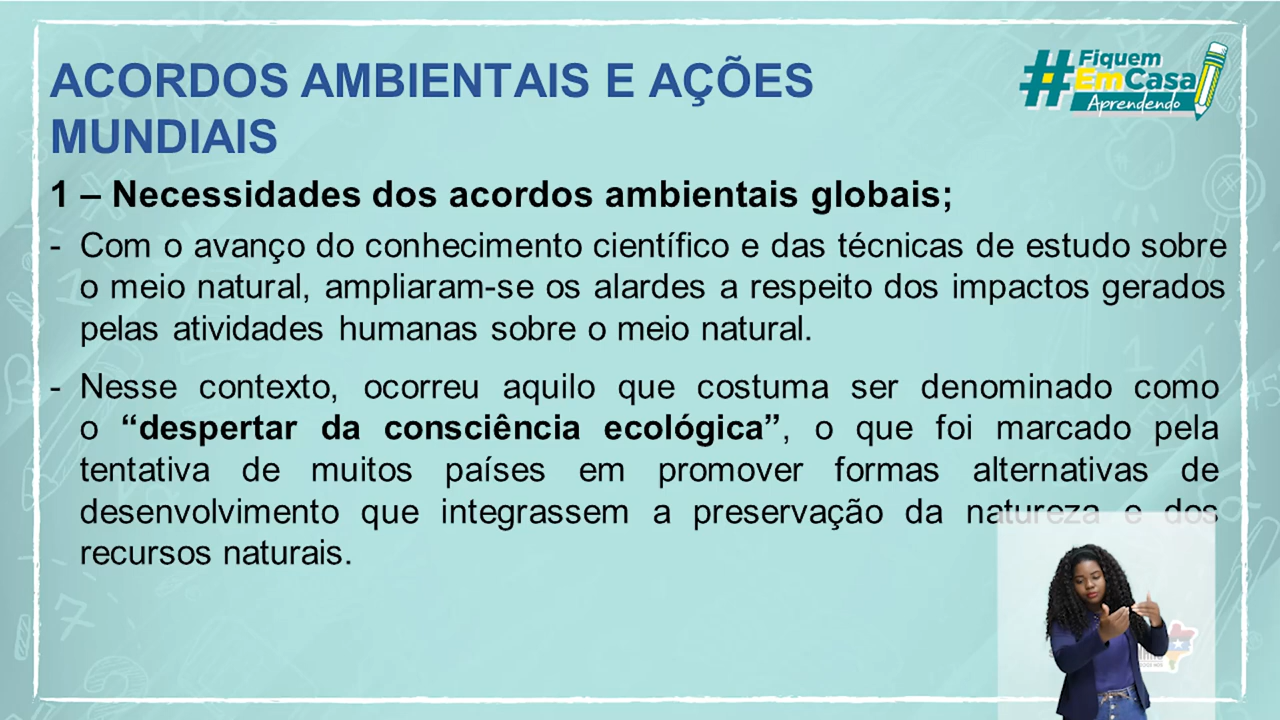 ACORDOS AMBIENTAIS E AÇÕES
MUNDIAIS
#Fiquem
EmCasa
Aprendendo
1 – Necessidades dos acordos ambientais globais;
- Com o avanço do conhecimento científico e das técnicas de estudo sobre
o meio natural, ampliaram-se os alardes a respeito dos impactos gerados
pelas atividades humanas sobre o meio natural.
- Nesse contexto, ocorreu aquilo que costuma ser denominado como
o “despertar da consciência ecológica”, o que foi marcado pela
tentativa de muitos países em promover formas alternativas de
desenvolvimento que integrassem a preservação da natureza e dos
recursos naturais.